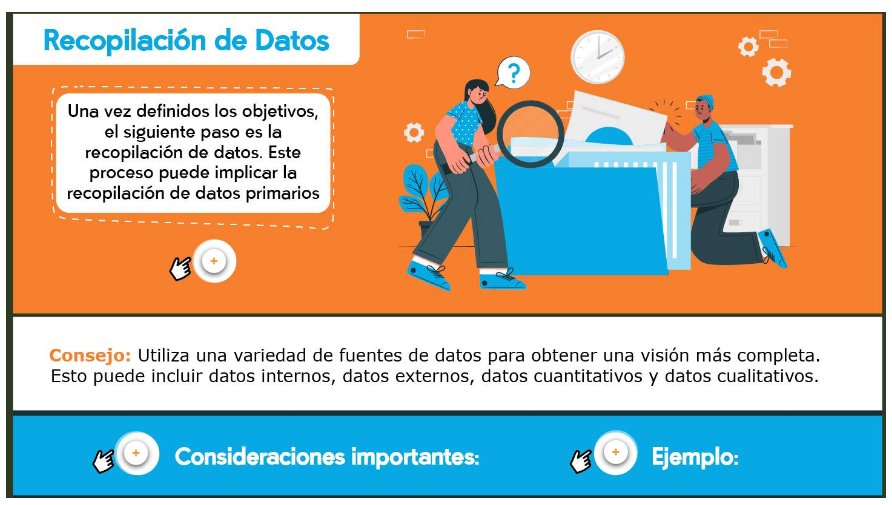 Recopilación de Datos
Una vez definidos los objetivos,
el siguiente paso es la
recopilación de datos. Este
proceso puede implicar la
recopilación de datos primarios
+
?
Consejo: Utiliza una variedad de fuentes de datos para obtener una visión más completa.
Esto puede incluir datos internos, datos externos, datos cuantitativos y datos cualitativos.
+ Consideraciones importantes:
+ Ejemplo: